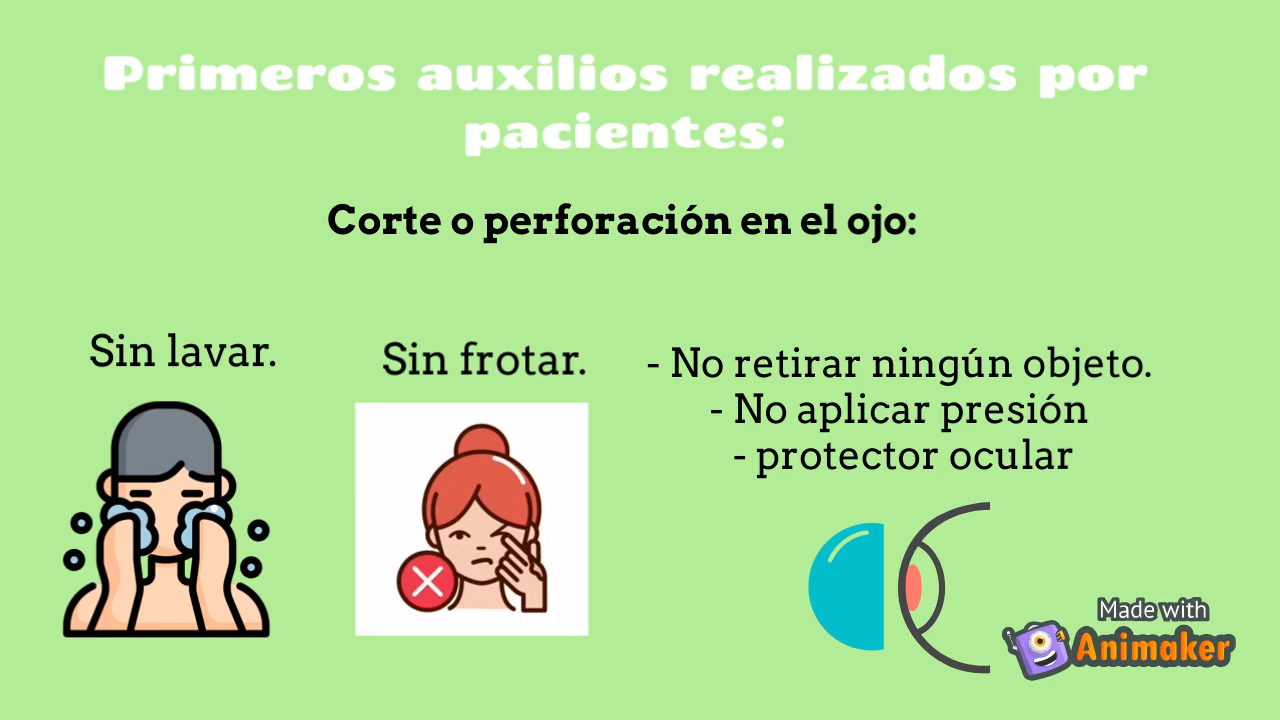 Primeros auxilios realizados por
pacientes:
Corte o perforación en el ojo:
Sin lavar.
Sin frotar.
- No retirar ningún objeto.
- No aplicar presión
- protector ocular
Made with
Animaker